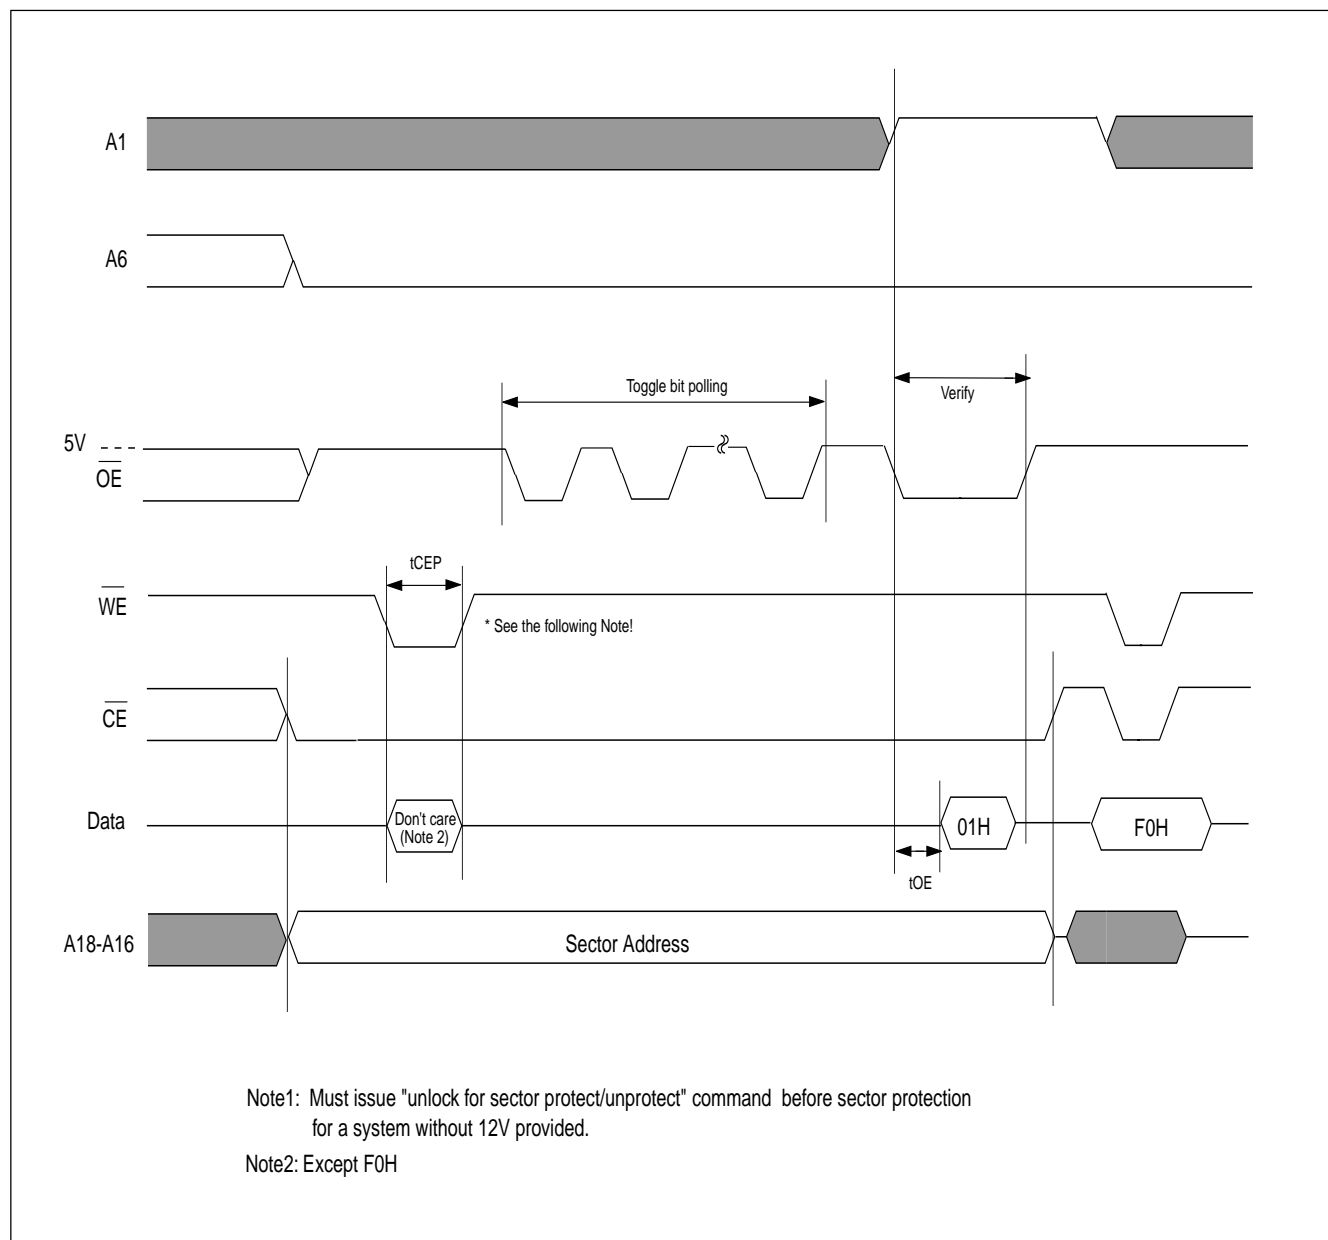 A1
A6
Toggle bit polling
Verify
5V
OE
tCEP
WE
* See the following Note!
CE
Data
Don't care
(Note 2)
01H
F0H
tOE
A18-A16
Sector Address
Note1: Must issue "unlock for sector protect/unprotect" command before sector protection
for a system without 12V provided.
Note2: Except F0H